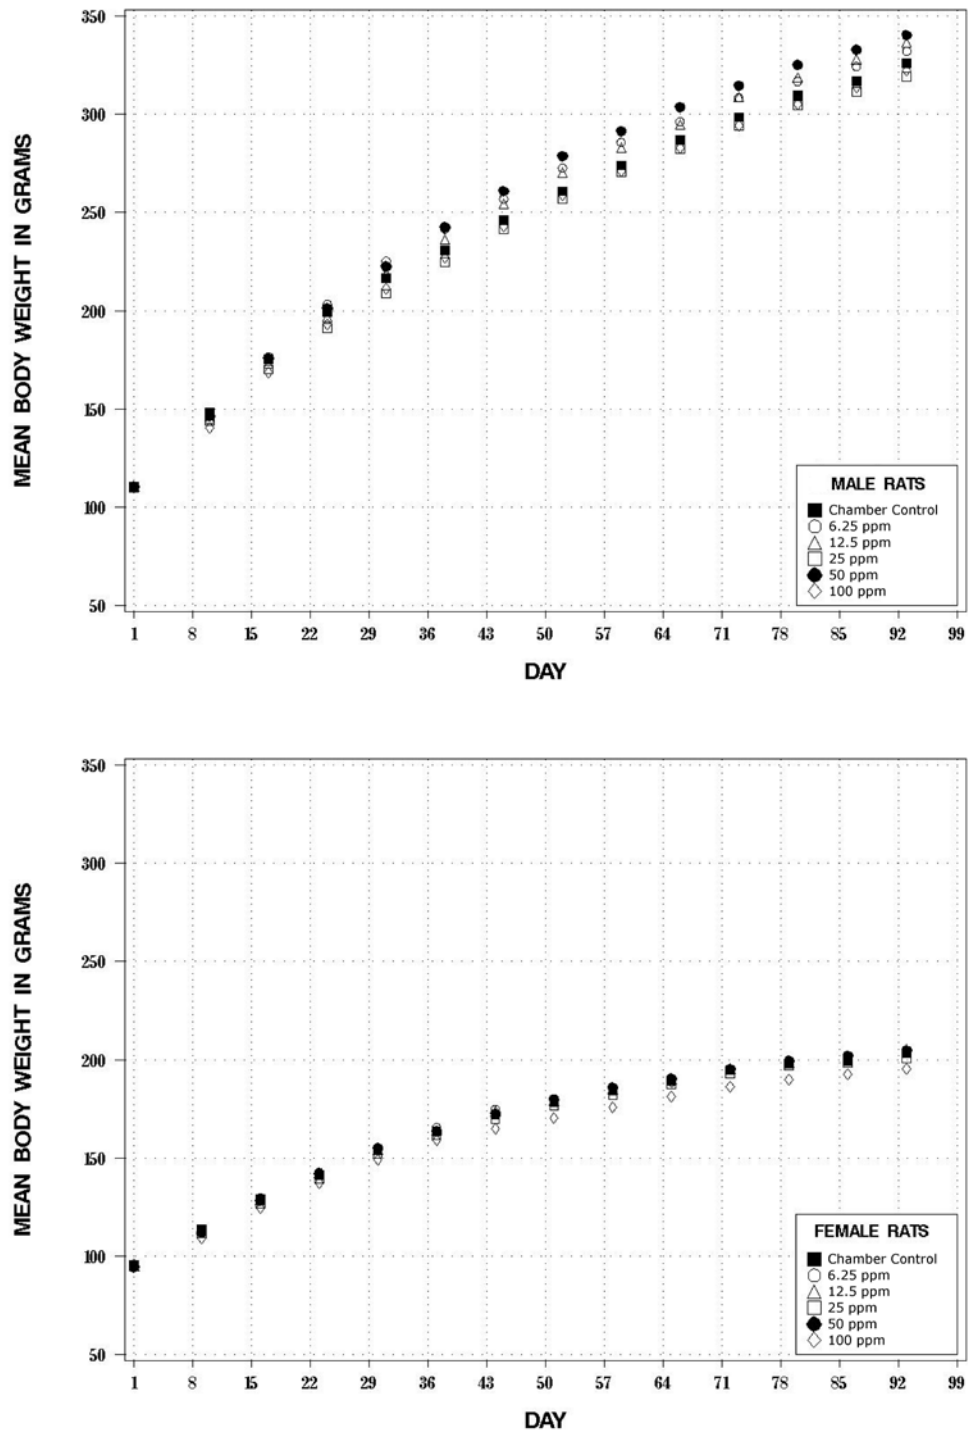 350
300
250
200
150
100
50
MEAN BODY WEIGHT IN GRAMS
MALE RATS
Chamber Control
6.25 ppm
12.5 ppm
25 ppm
50 ppm
100 ppm
1 8 15 22 29 36 43 50 57 64 71 78 85 92 99
DAY
350
300
250
200
150
100
50
MEAN BODY WEIGHT IN GRAMS
FEMALE RATS
Chamber Control
6.25 ppm
12.5 ppm
25 ppm
50 ppm
100 ppm
1 8 15 22 29 36 43 50 57 64 71 78 85 92 99
DAY